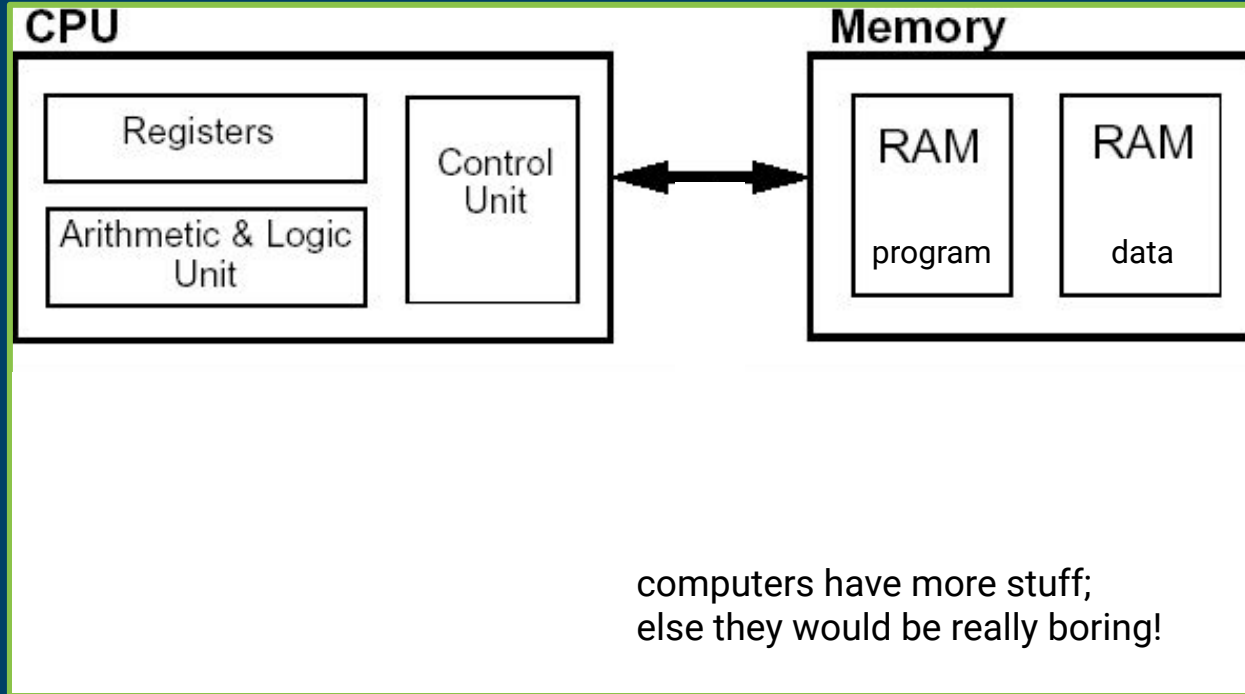 CPU
Registers
Arithmetic & Logic
Unit
Control
Unit
Memory
RAM
program
RAM
data
computers have more stuff;
else they would be really boring!